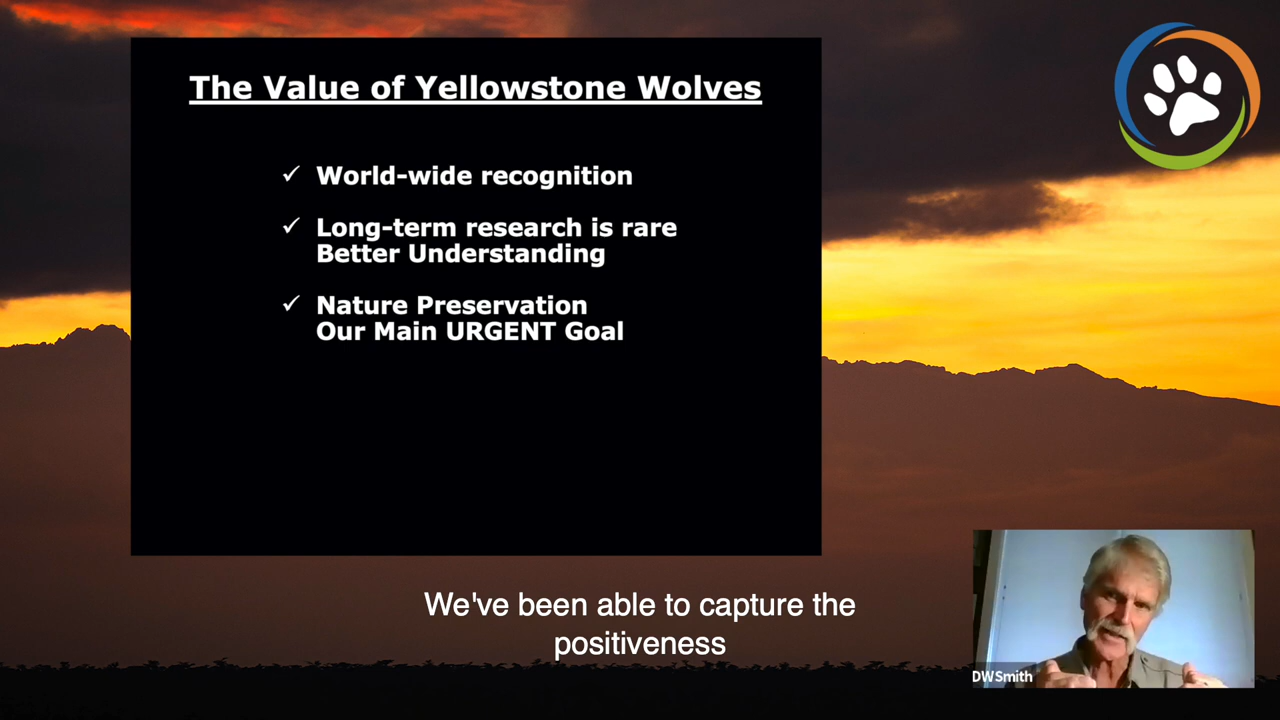 The Value of Yellowstone Wolves
✓ World-wide recognition
✓ Long-term research is rare
Better Understanding
✓ Nature Preservation
Our Main URGENT Goal
We've been able to capture the
positiveness
DWSmith